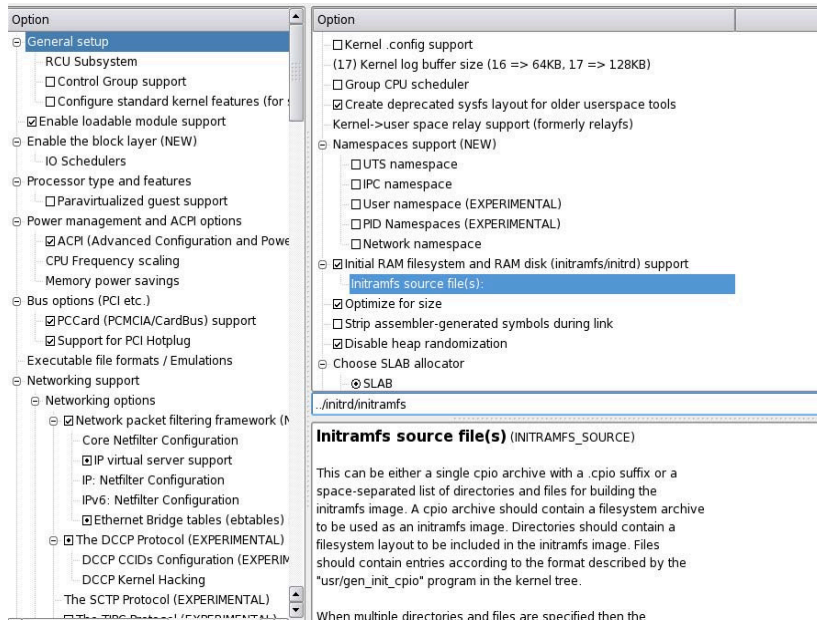 Option
General setup
RCU Subsystem
Control Group support
Configure standard kernel features (for
Enable loadable module support
Enable the block layer (NEW)
IO Schedulers
Processor type and features
Paravirtualized guest support
Power management and ACPI options
ACPI (Advanced Configuration and Powe
CPU Frequency scaling
Memory power savings
Bus options (PCI etc.)
PCCard (PCMCIA/CardBus) support
Support for PCI Hotplug
Executable file formats / Emulations
Networking support
Networking options
Network packet filtering framework (N
Core Netfilter Configuration
IP virtual server support
IP: Netfilter Configuration
IPv6: Netfilter Configuration
Ethernet Bridge tables (ebtables)
The DCCP Protocol (EXPERIMENTAL)
DCCP CCIDs Configuration (EXPERIM
DCCP Kernel Hacking
The SCTP Protocol (EXPERIMENTAL)
The TIPC Protocol (EXPERIMENTAL)
Option
Kernel .config support
(17) Kernel log buffer size (16 => 64KB, 17 => 128KB)
Group CPU scheduler
Create deprecated sysfs layout for older userspace tools
Kernel->user space relay support (formerly relayfs)
Namespaces support (NEW)
UTS namespace
IPC namespace
User namespace (EXPERIMENTAL)
PID Namespaces (EXPERIMENTAL)
Network namespace
Initial RAM filesystem and RAM disk (initramfs/initrd) support
Initramfs source file(s):
Optimize for size
Strip assembler-generated symbols during link
Disable heap randomization
Choose SLAB allocator
SLAB
../initrd/initramfs
Initramfs source file(s) (INITRAMFS_SOURCE)
This can be either a single cpio archive with a .cpio suffix or a
space-separated list of directories and files for building the
initramfs image. A cpio archive should contain a filesystem archive
to be used as an initramfs image. Directories should contain a
filesystem layout to be included in the initramfs image. Files
should contain entries according to the format described by the
"usr/gen_init_cpio" program in the kernel tree.
When multiple directories and files are specified then the